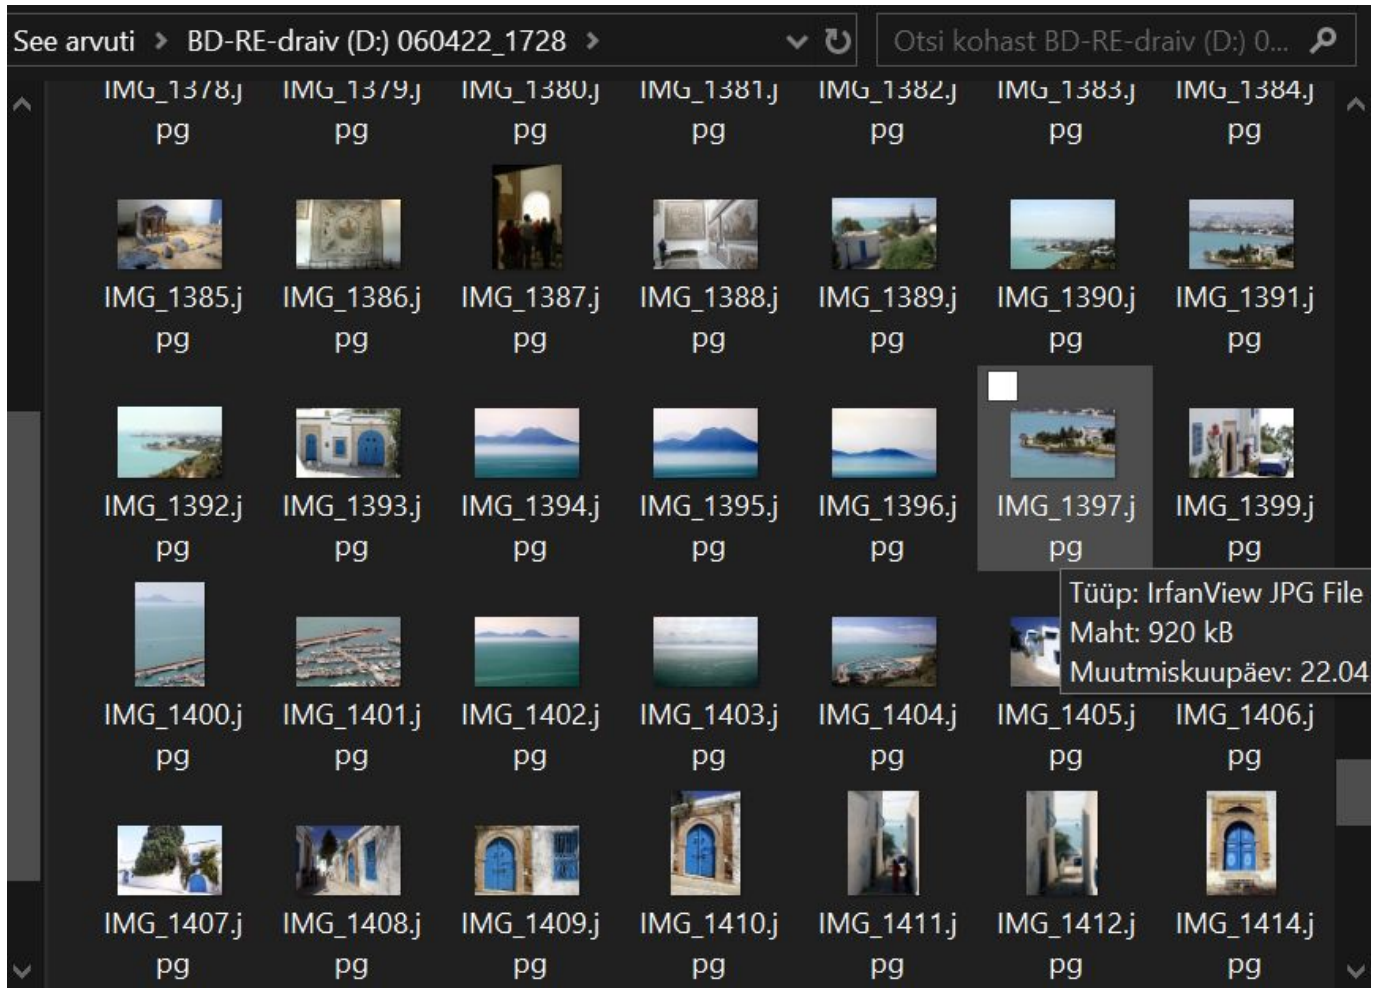 See arvuti > BD-RE-draiv (D:) 060422_1728 >
Otsi kohast BD-RE-draiv (D:) 0...
IMG_1378.j
pg
IMG_1379.j
pg
IMG_1380.j
pg
IMG_1381.j
pg
IMG_1382.j
pg
IMG_1383.j
pg
IMG_1384.j
pg
IMG_1385.j
pg
IMG_1386.j
pg
IMG_1387.j
pg
IMG_1388.j
pg
IMG_1389.j
pg
IMG_1390.j
pg
IMG_1391.j
pg
IMG_1392.j
pg
IMG_1393.j
pg
IMG_1394.j
pg
IMG_1395.j
pg
IMG_1396.j
pg
IMG_1397.j
pg
IMG_1399.j
pg
Tüüp: IrfanView JPG File
Maht: 920 kB
Muutmiskuupäev: 22.04
IMG_1400.j
pg
IMG_1401.j
pg
IMG_1402.j
pg
IMG_1403.j
pg
IMG_1404.j
pg
IMG_1405.j
pg
IMG_1406.j
pg
IMG_1407.j
pg
IMG_1408.j
pg
IMG_1409.j
pg
IMG_1410.j
pg
IMG_1411.j
pg
IMG_1412.j
pg
IMG_1414.j
pg